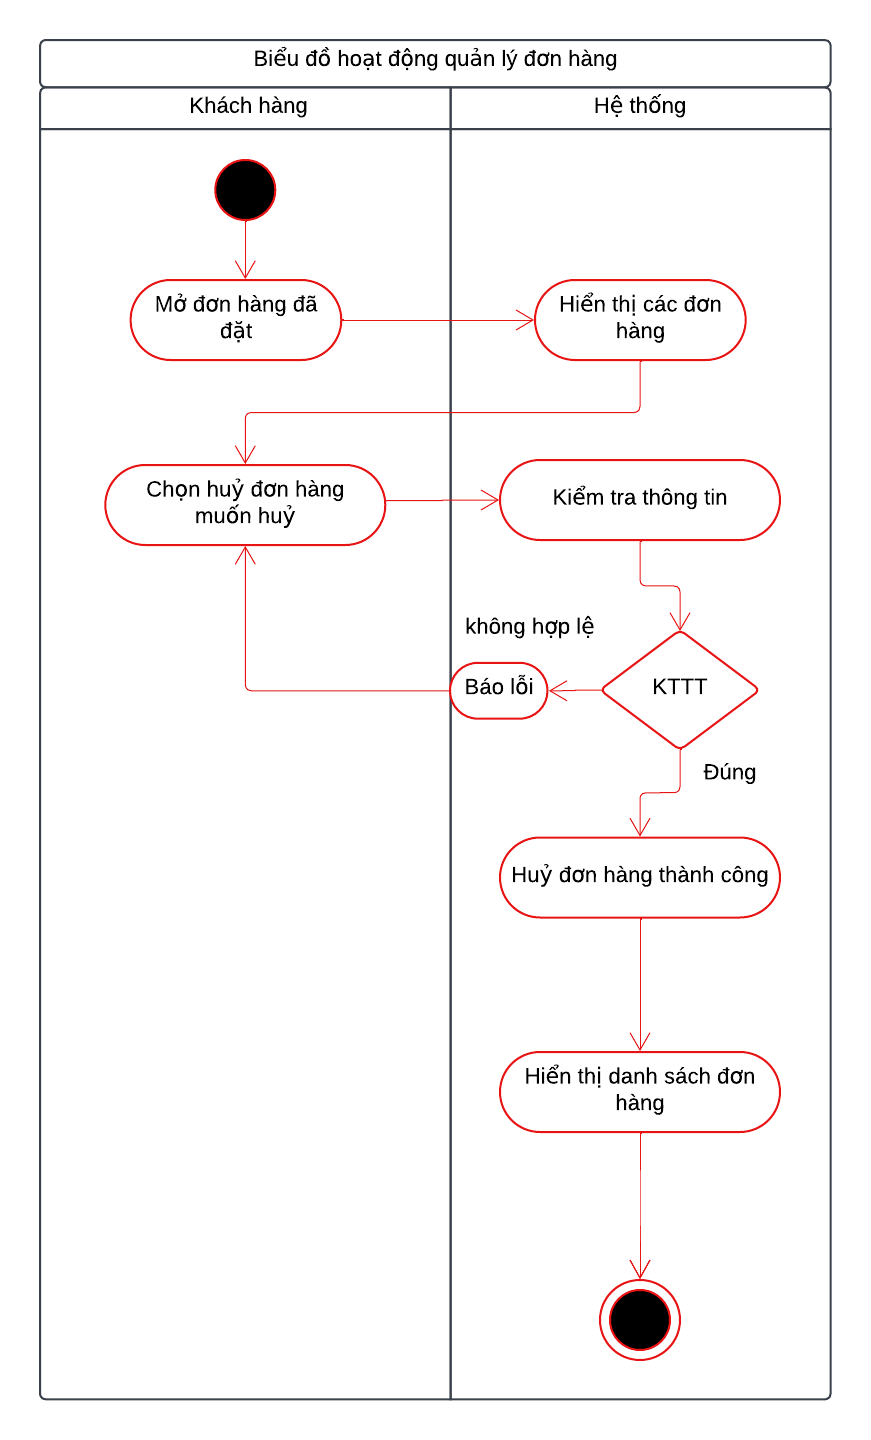 Biểu đồ hoạt động quản lý đơn hàng
Khách hàng
Hệ thống
Mở đơn hàng đã
đặt
Hiển thị các đơn
hàng
Chọn huỷ đơn hàng
muốn huỷ
Kiểm tra thông tin
không hợp lệ
Báo lỗi
KTTT
Đúng
Huỷ đơn hàng thành công
Hiển thị danh sách đơn
hàng